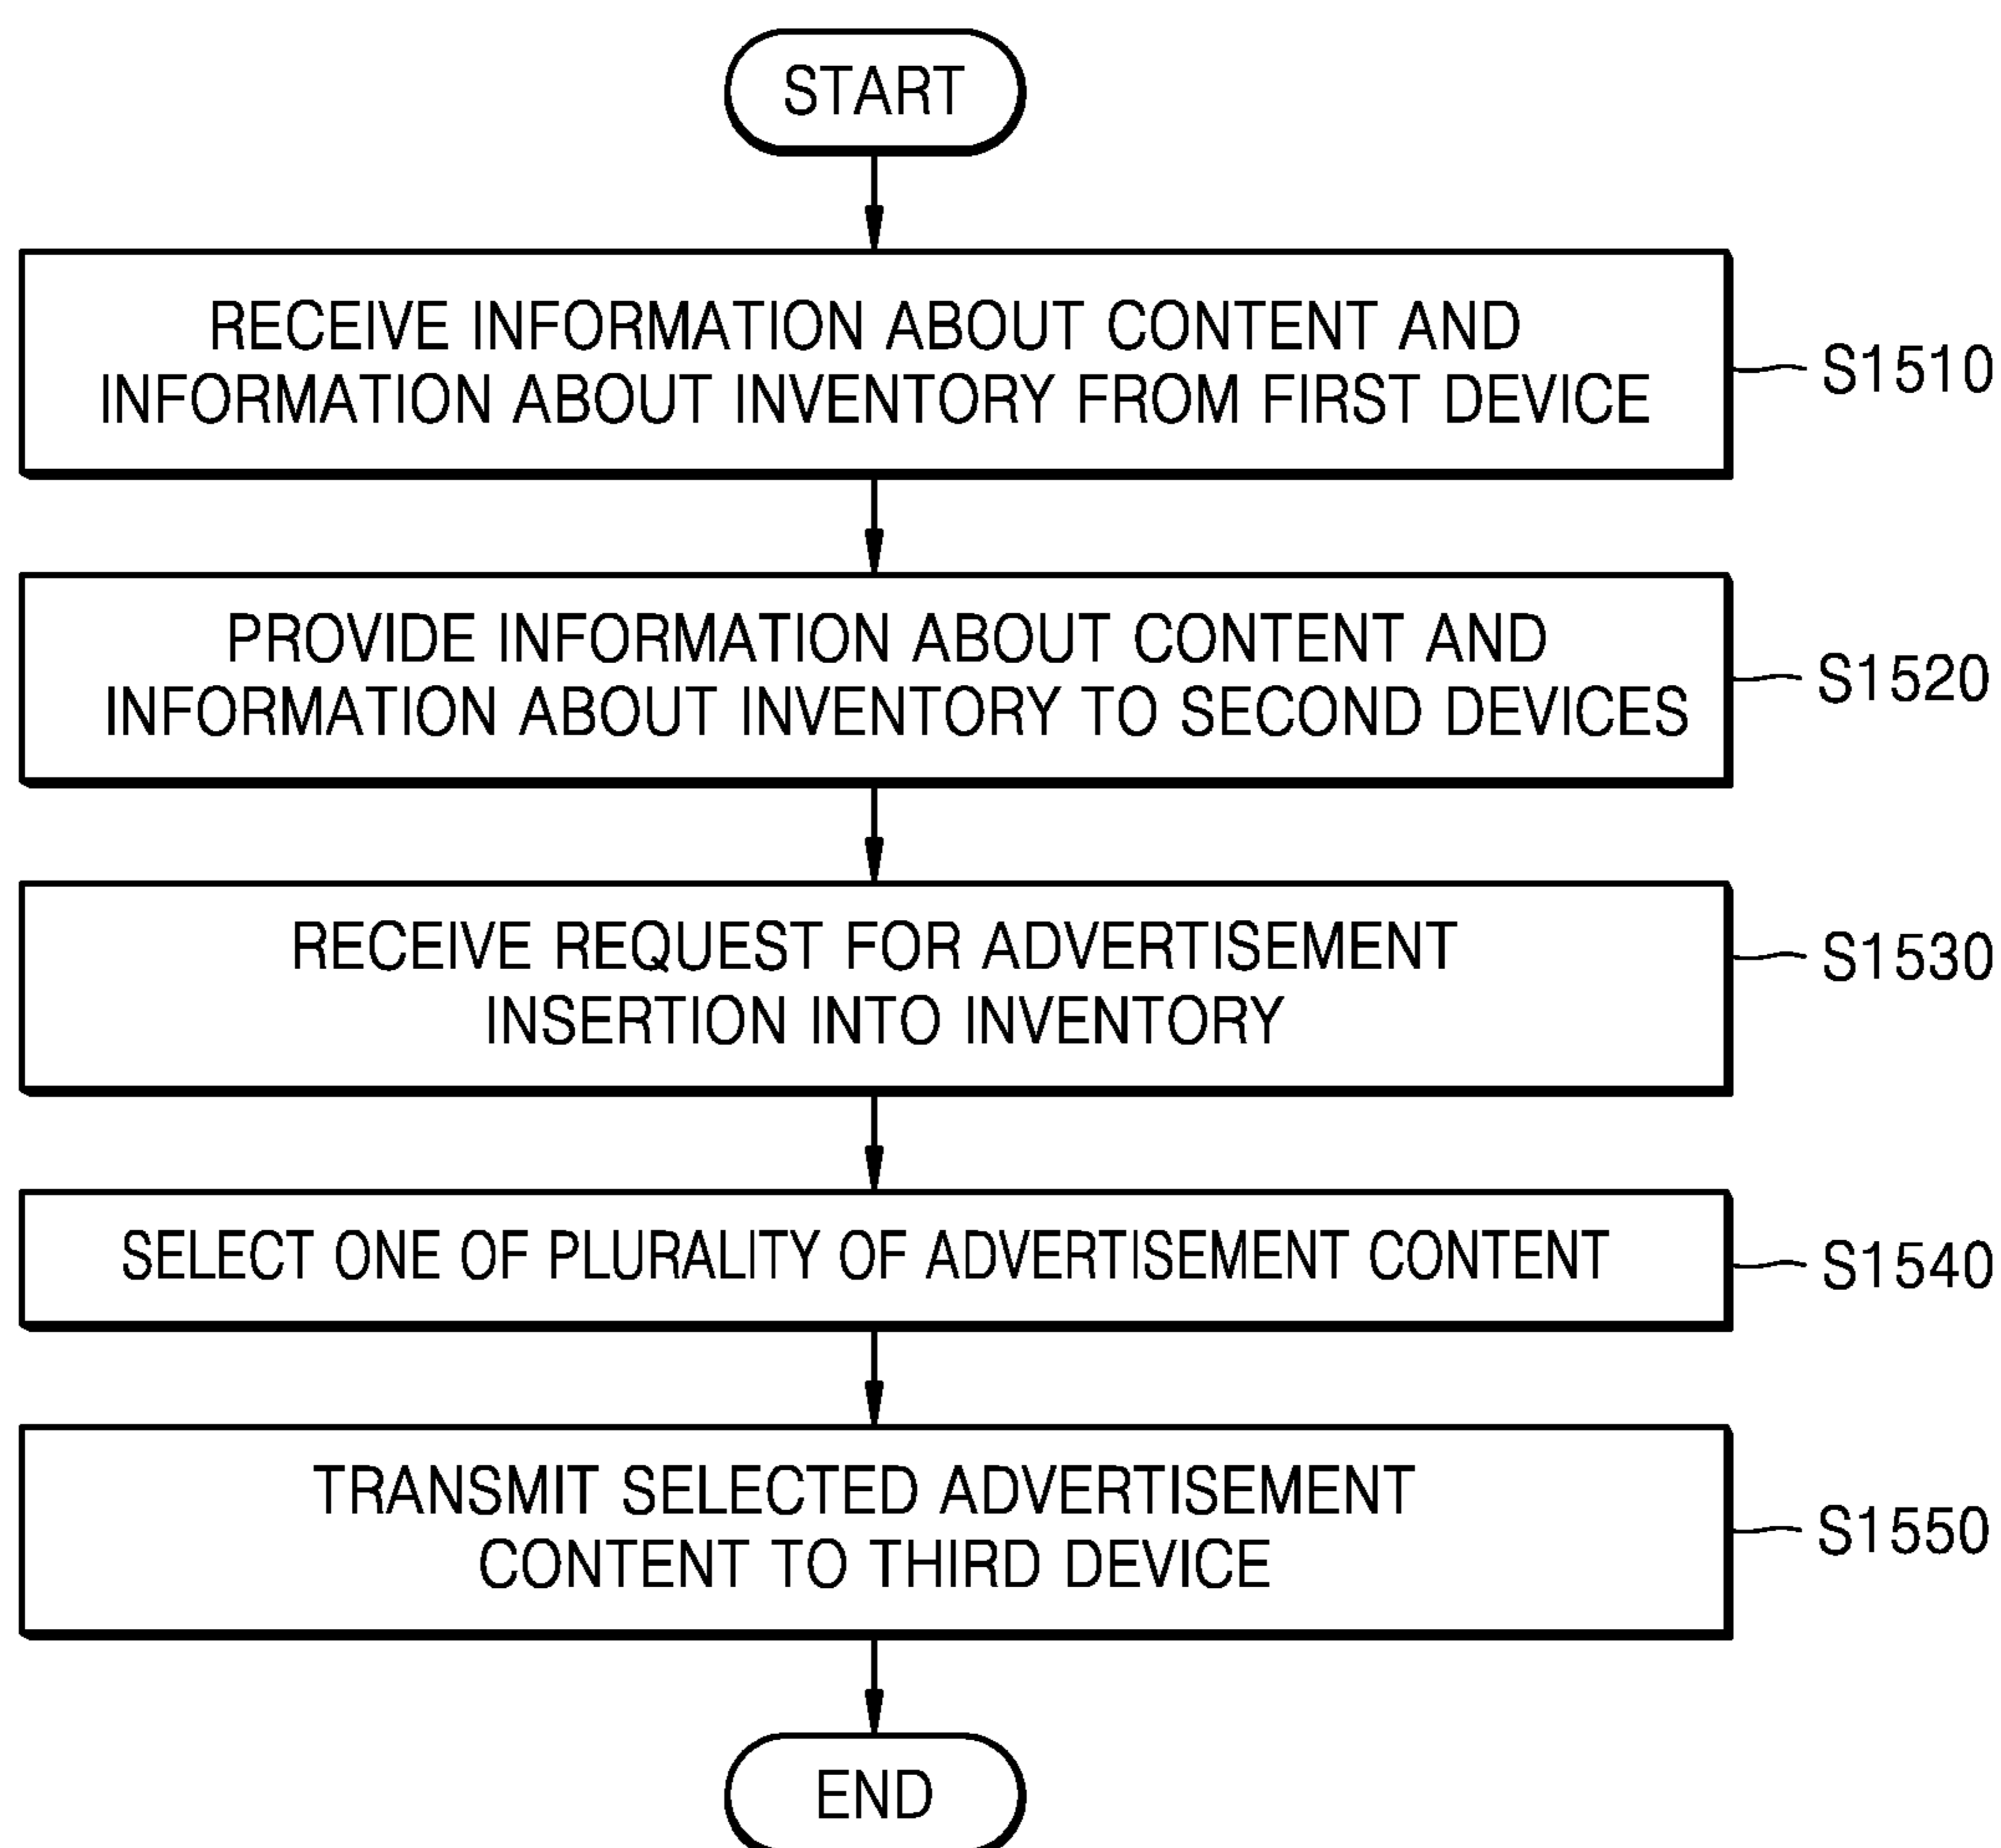 START
RECEIVE INFORMATION ABOUT CONTENT AND
INFORMATION ABOUT INVENTORY FROM FIRST DEVICE
S1510
PROVIDE INFORMATION ABOUT CONTENT AND
INFORMATION ABOUT INVENTORY TO SECOND DEVICES
S1520
RECEIVE REQUEST FOR ADVERTISEMENT
INSERTION INTO INVENTORY
S1530
SELECT ONE OF PLURALITY OF ADVERTISEMENT CONTENT
S1540
TRANSMIT SELECTED ADVERTISEMENT
CONTENT TO THIRD DEVICE
S1550
END